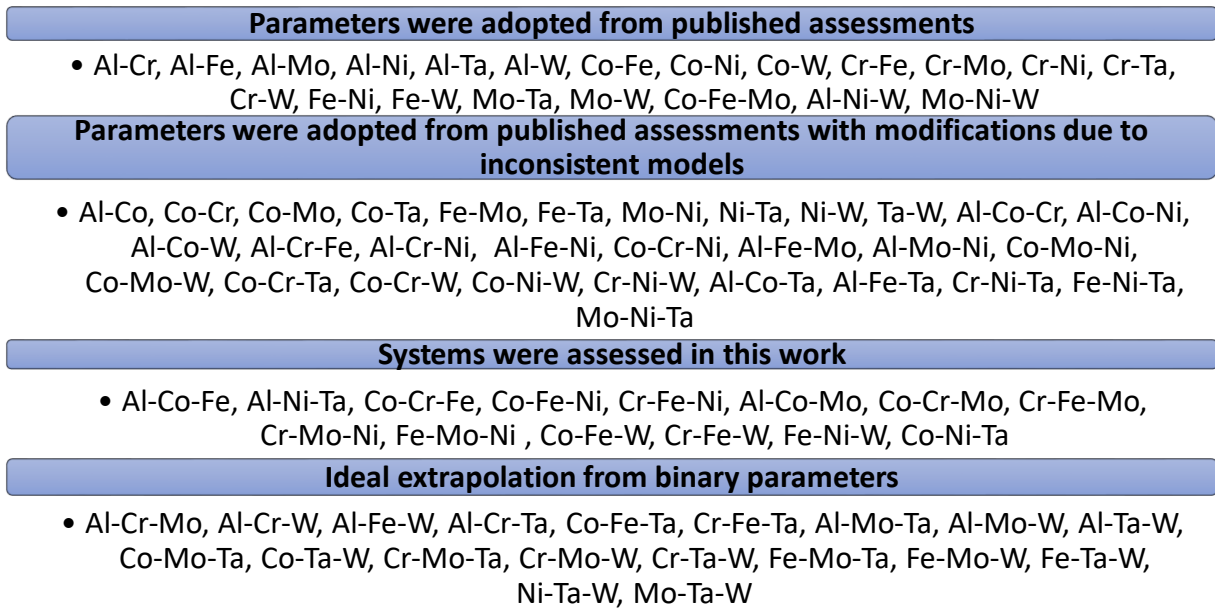 Parameters were adopted from published assessments
• Al-Cr, Al-Fe, Al-Mo, Al-Ni, Al-Ta, Al-W, Co-Fe, Co-Ni, Co-W, Cr-Fe, Cr-Mo, Cr-Ni, Cr-Ta,
Cr-W, Fe-Ni, Fe-W, Mo-Ta, Mo-W, Co-Fe-Mo, Al-Ni-W, Mo-Ni-W
Parameters were adopted from published assessments with modifications due to
inconsistent models
• Al-Co, Co-Cr, Co-Mo, Co-Ta, Fe-Mo, Fe-Ta, Mo-Ni, Ni-Ta, Ni-W, Ta-W, Al-Co-Cr, Al-Co-Ni,
Al-Co-W, Al-Cr-Fe, Al-Cr-Ni, Al-Fe-Ni, Co-Cr-Ni, Al-Fe-Mo, Al-Mo-Ni, Co-Mo-Ni,
Co-Mo-W, Co-Cr-Ta, Co-Cr-W, Co-Ni-W, Cr-Ni-W, Al-Co-Ta, Al-Fe-Ta, Cr-Ni-Ta, Fe-Ni-Ta,
Mo-Ni-Ta
Systems were assessed in this work
• Al-Co-Fe, Al-Ni-Ta, Co-Cr-Fe, Co-Fe-Ni, Cr-Fe-Ni, Al-Co-Mo, Co-Cr-Mo, Cr-Fe-Mo,
Cr-Mo-Ni, Fe-Mo-Ni , Co-Fe-W, Cr-Fe-W, Fe-Ni-W, Co-Ni-Ta
Ideal extrapolation from binary parameters
• Al-Cr-Mo, Al-Cr-W, Al-Fe-W, Al-Cr-Ta, Co-Fe-Ta, Cr-Fe-Ta, Al-Mo-Ta, Al-Mo-W, Al-Ta-W,
Co-Mo-Ta, Co-Ta-W, Cr-Mo-Ta, Cr-Mo-W, Cr-Ta-W, Fe-Mo-Ta, Fe-Mo-W, Fe-Ta-W,
Ni-Ta-W, Mo-Ta-W